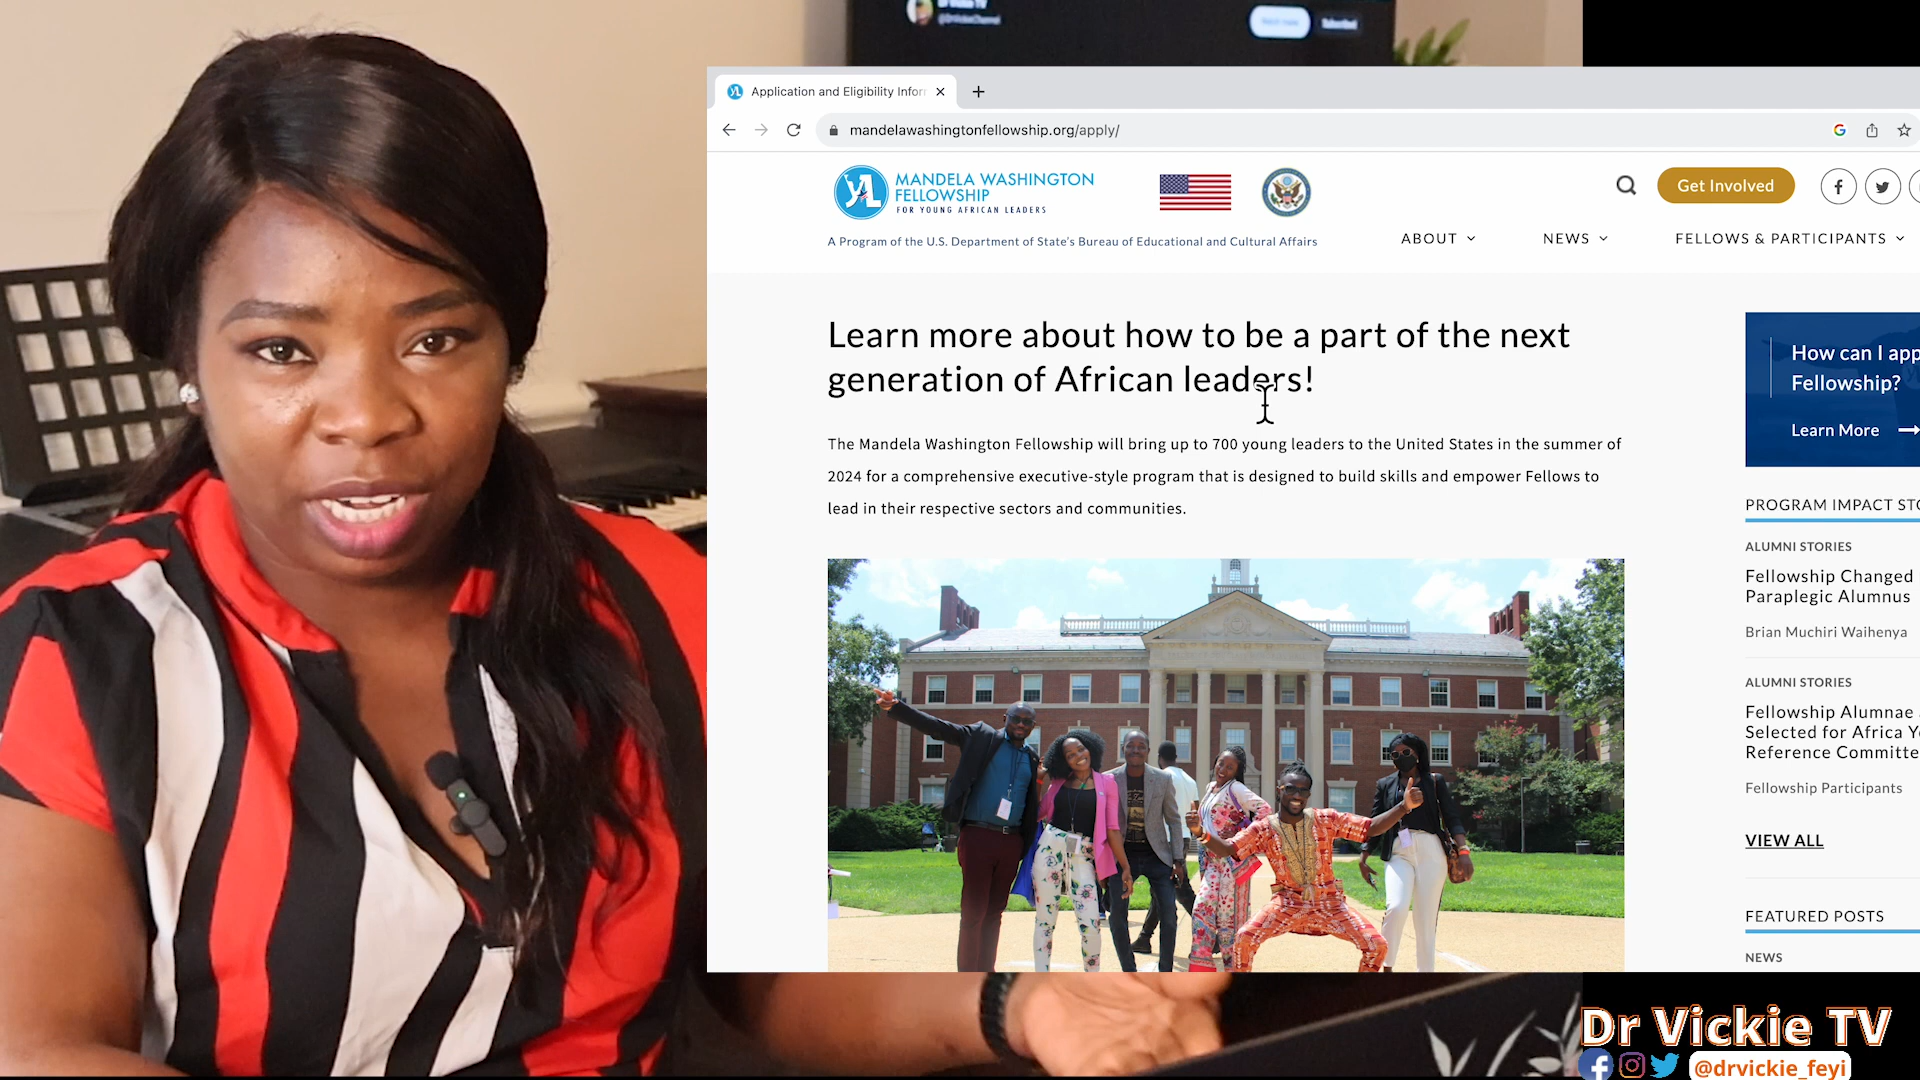 Dr Vickie TV
Application and Eligibility Infor
mandelawashingtonfellowship.org/apply/
MANDELA WASHINGTON
FELLOWSHIP
FOR YOUNG AFRICAN LEADERS
A Program of the U.S. Department of State's Bureau of Educational and Cultural Affairs
Get Involved
ABOUT
NEWS
FELLOWS & PARTICIPANTS
Learn more about how to be a part of the next
generation of African leaders!
The Mandela Washington Fellowship will bring up to 700 young leaders to the United States in the summer of
2024 for a comprehensive executive-style program that is designed to build skills and empower Fellows to
lead in their respective sectors and communities.
How can I app
Fellowship?
Learn More
PROGRAM IMPACT STO
ALUMNI STORIES
Fellowship Changed
Paraplegic Alumnus
Brian Muchiri Waihenya
ALUMNI STORIES
Fellowship Alumnae
Selected for Africa Y
Reference Committe
Fellowship Participants
VIEW ALL
FEATURED POSTS
NEWS
Dr Vickie TV
@drvickie_feyi